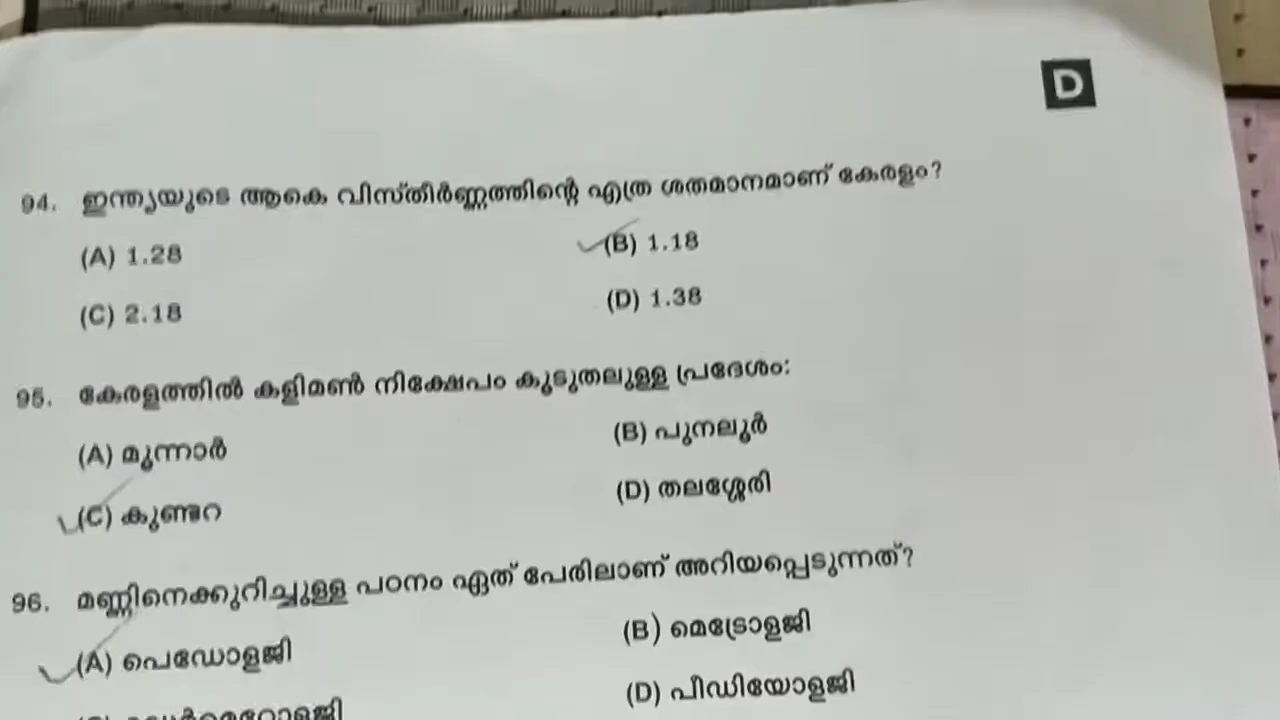 D
94. ഇന്ത്യയുടെ ആകെ വിസ്തീർണ്ണത്തിന്റെ എത്ര ശതമാനമാണ് കേരളം?
(A) 1.28 (B) 1.18
(C) 2.18 (D) 1.38
95. കേരളത്തിൽ കളിമൺ നിക്ഷേപം കൂടുതലുള്ള പ്രദേശം:
(A) മൂന്നാർ (B) പുനലൂർ
(C) കുണ്ടറ (D) തലശ്ശേരി
96. മണ്ണിനെക്കുറിച്ചുള്ള പഠനം ഏത് പേരിലാണ് അറിയപ്പെടുന്നത്?
(A) പെഡോളജി (B) മെട്രോളജി
(D) പീഡിയോളജി